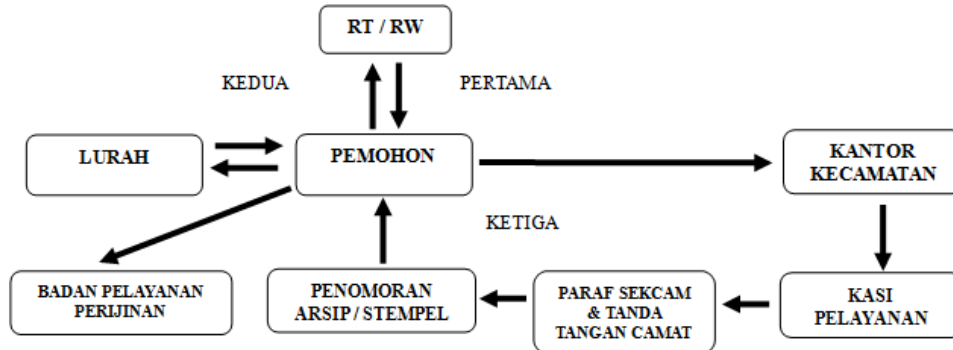 RT / RW
KEDUA
PERTAMA
LURAH
PEMOHON
KANTOR
KECAMATAN
KETIGA
BADAN PELAYANAN
PERIJINAN
PENOMORAN
ARSIP / STEMPEL
PARAF SEKCAM
& TANDA
TANGAN CAMAT
KASI
PELAYANAN